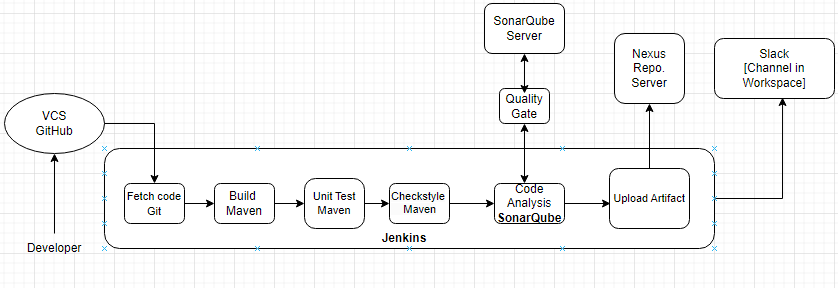 SonarQube
Server
Nexus
Repo.
Server
Slack
[Channel in
Workspace]
VCS
GitHub
Quality
Gate
Fetch code
Git
Build
Maven
Unit Test
Maven
Checkstyle
Maven
Code
Analysis
SonarQube
Upload Artifact
Jenkins
Developer